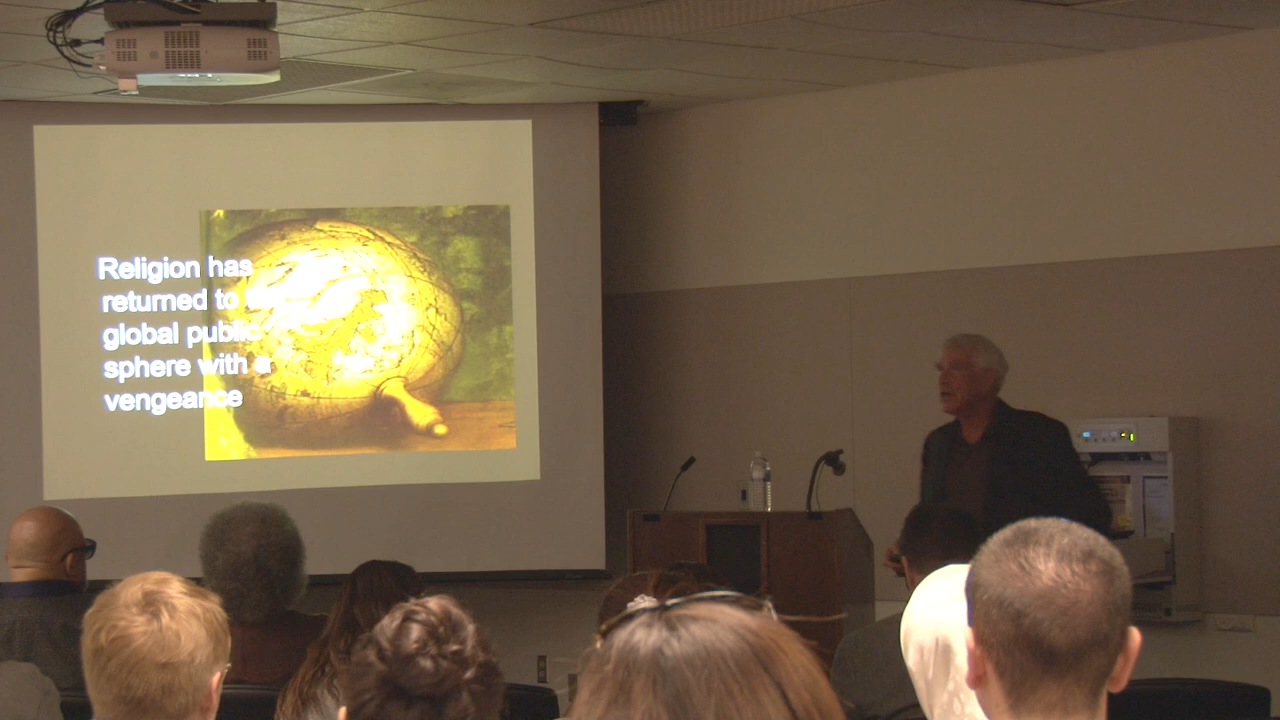 Religion has
returned to
global public
sphere with a
vengeance